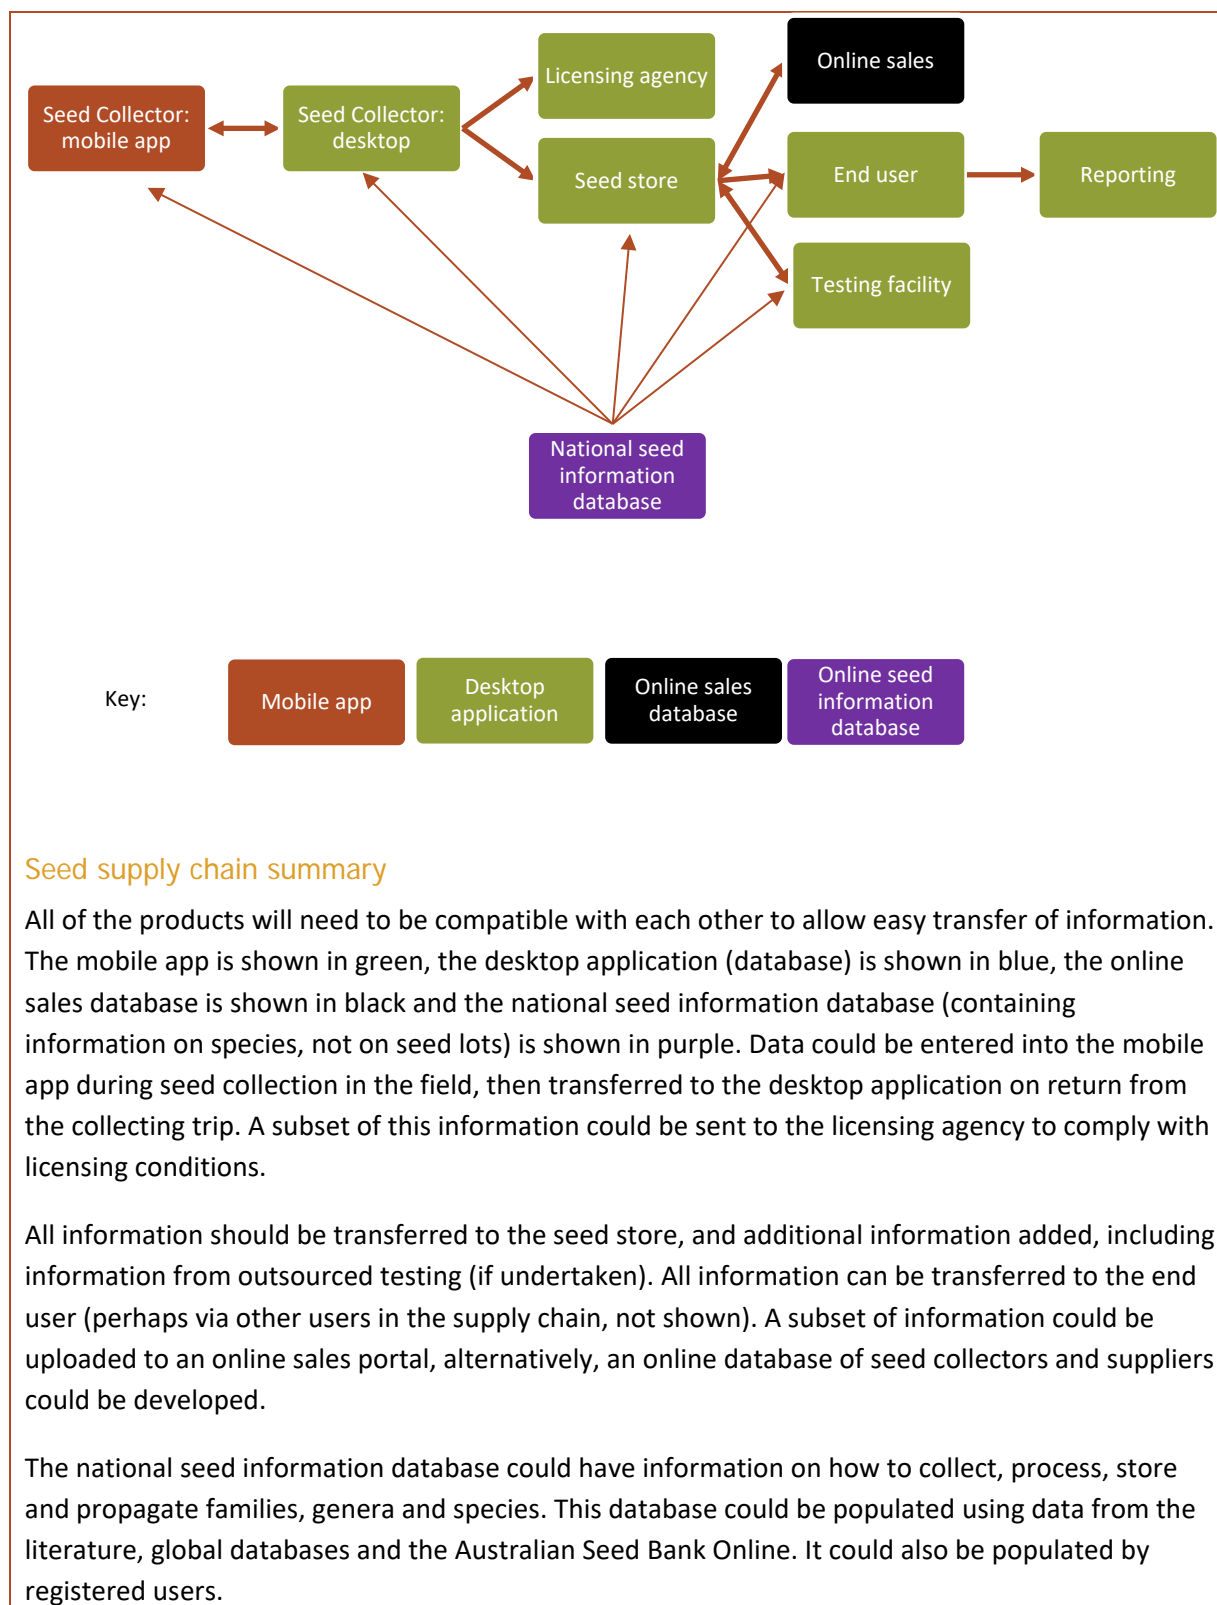 Online sales
Licensing agency
Seed Collector:
mobile app
Seed Collector:
desktop
Seed store
End user
Reporting
Testing facility
National seed
information
database
Key:
Mobile app
Desktop
application
Online sales
database
Online seed
information
database
Seed supply chain summary
All of the products will need to be compatible with each other to allow easy transfer of information.
The mobile app is shown in green, the desktop application (database) is shown in blue, the online
sales database is shown in black and the national seed information database (containing
information on species, not on seed lots) is shown in purple. Data could be entered into the mobile
app during seed collection in the field, then transferred to the desktop application on return from
the collecting trip. A subset of this information could be sent to the licensing agency to comply with
licensing conditions.
All information should be transferred to the seed store, and additional information added, including
information from outsourced testing (if undertaken). All information can be transferred to the end
user (perhaps via other users in the supply chain, not shown). A subset of information could be
uploaded to an online sales portal, alternatively, an online database of seed collectors and suppliers
could be developed.
The national seed information database could have information on how to collect, process, store
and propagate families, genera and species. This database could be populated using data from the
literature, global databases and the Australian Seed Bank Online. It could also be populated by
registered users.